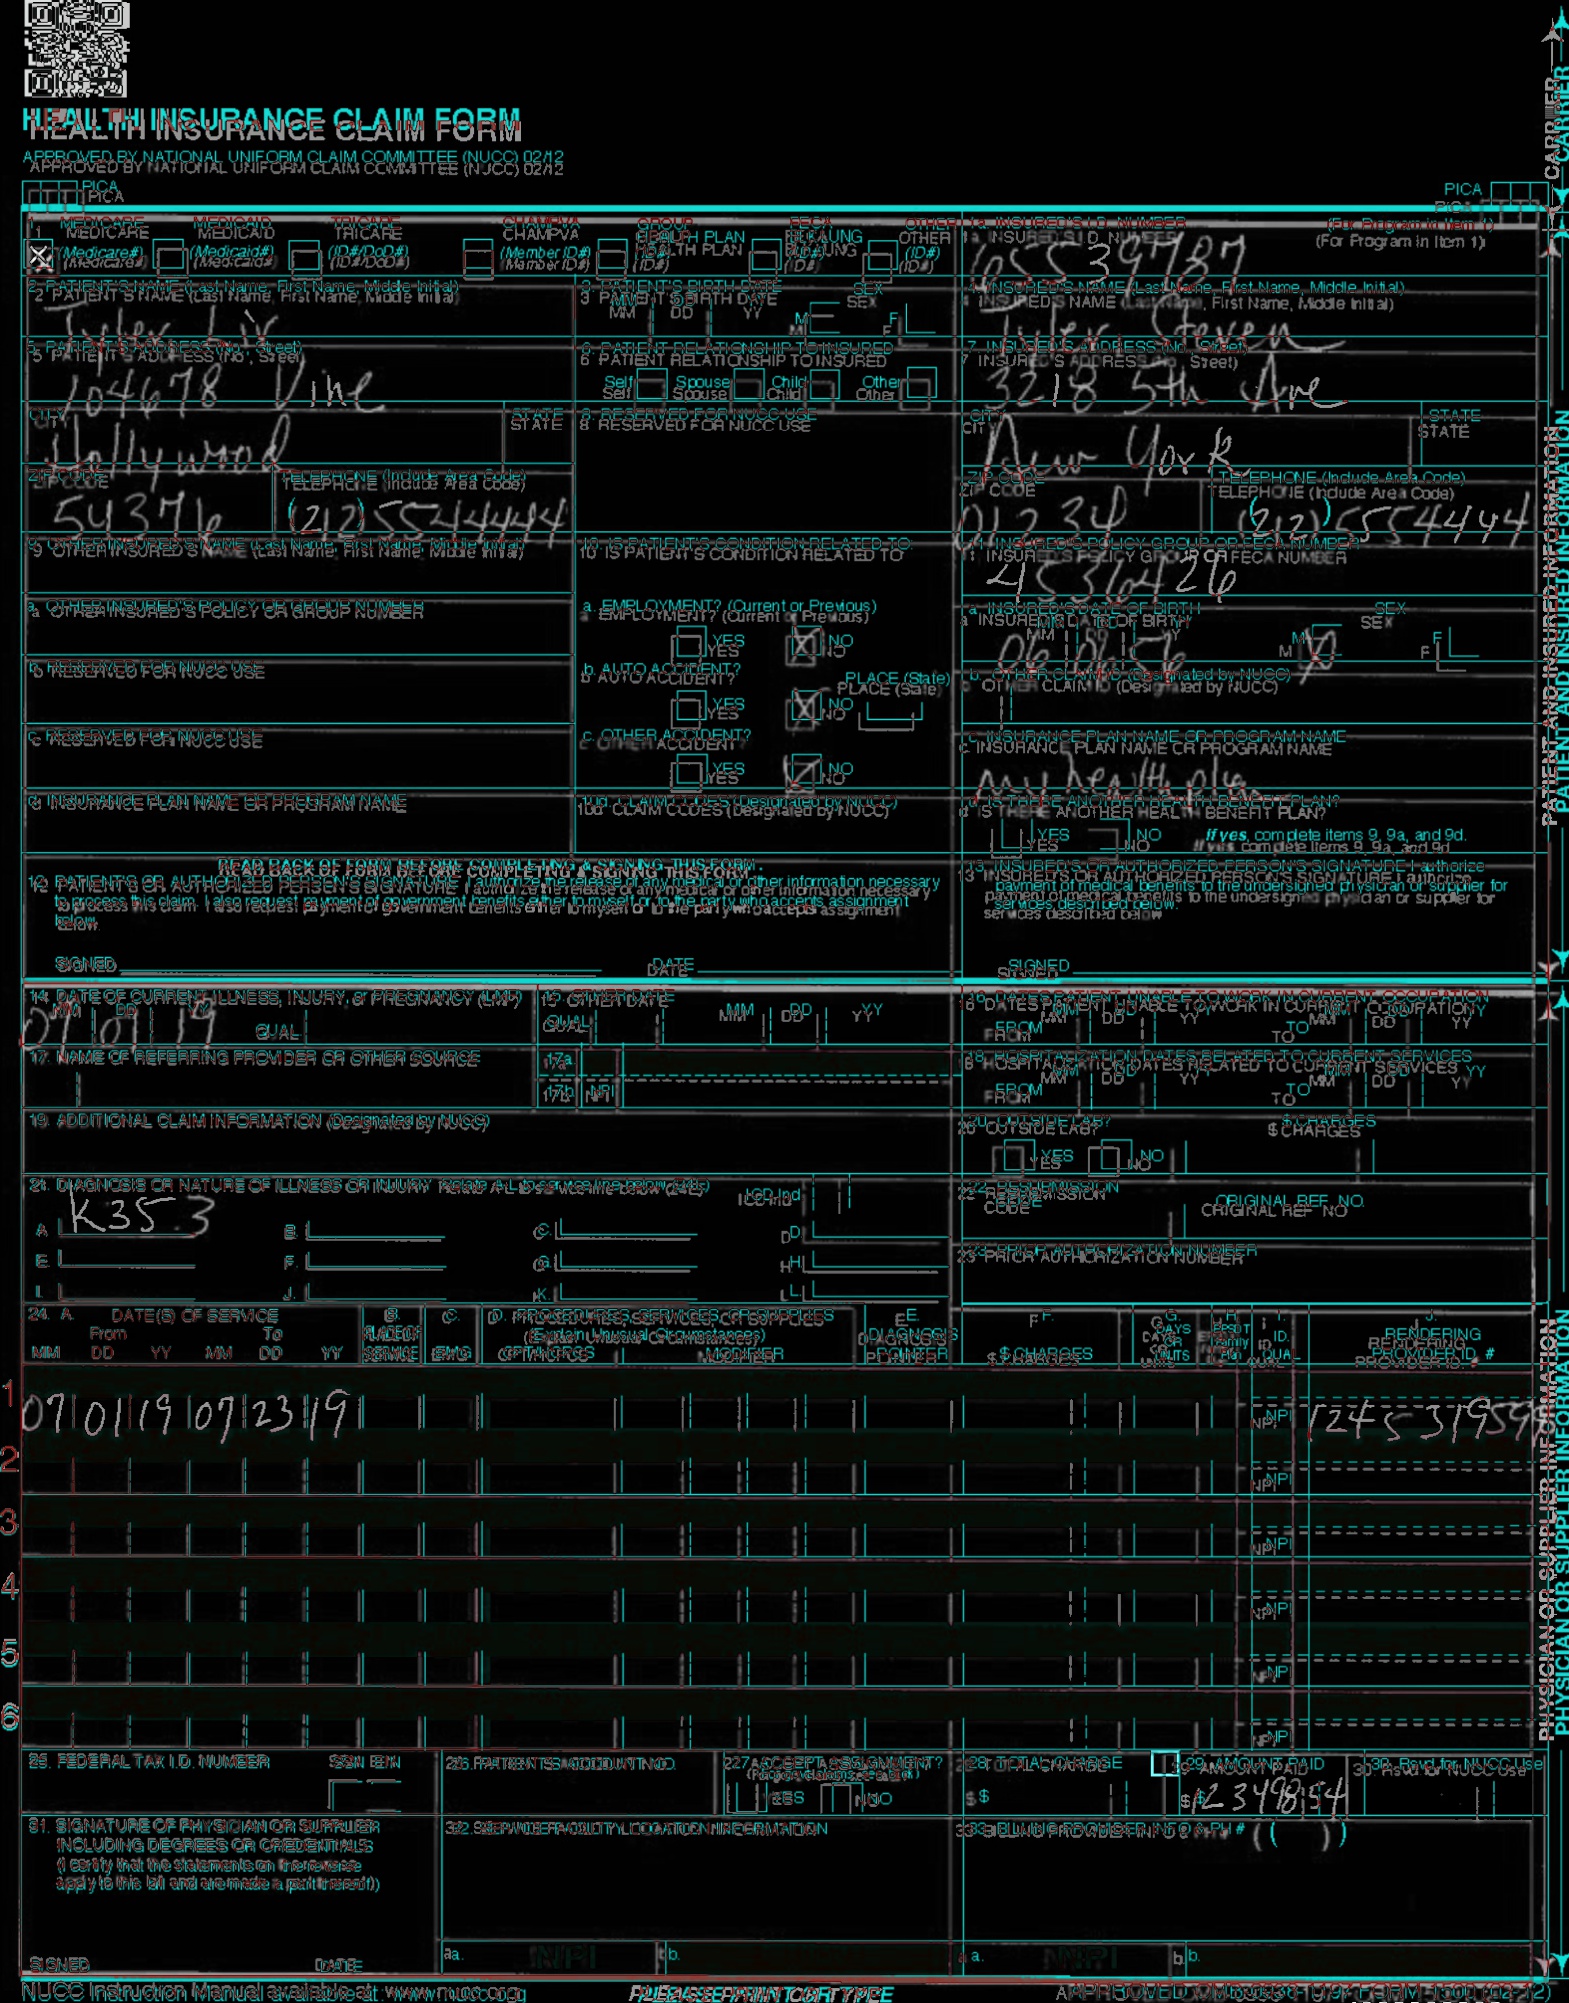 HEALTH INSURANCE CLAIM FORM
APPROVED BY NATIONAL UNIFORM CLAIM COMMITTEE (NUCC) 02/12
PICA PICA
1. MEDICARE MEDICAID TRICARE CHAMPVA GROUP HEALTH PLAN FECA BLK LUNG OTHER
(Medicare#) (Medicaid#) (ID#/DoD#) (Member ID#) (ID#) (ID#) (ID#)
1a. INSURED'S I.D. NUMBER (For Program in Item 1)
2. PATIENT'S NAME (Last Name, First Name, Middle Initial)
3. PATIENT'S BIRTH DATE SEX
MM DD YY M F
4. INSURED'S NAME (Last Name, First Name, Middle Initial)
Steven
5. PATIENT'S ADDRESS (No., Street)
104678 Vine
6. PATIENT RELATIONSHIP TO INSURED
Self Spouse Child Other
7. INSURED'S ADDRESS (No., Street)
3218 5th Ave
CITY STATE
Hollywood
8. RESERVED FOR NUCC USE
CITY STATE
New York
ZIP CODE TELEPHONE (Include Area Code)
54376 (212) 5544444
ZIP CODE TELEPHONE (Include Area Code)
01234 (212) 5554444
9. OTHER INSURED'S NAME (Last Name, First Name, Middle Initial)
10. IS PATIENT'S CONDITION RELATED TO:
11. INSURED'S POLICY GROUP OR FECA NUMBER
4536426
a. OTHER INSURED'S POLICY OR GROUP NUMBER
a. EMPLOYMENT? (Current or Previous)
YES NO
a. INSURED'S DATE OF BIRTH SEX
MM DD YY M F
06 06 56
b. RESERVED FOR NUCC USE
b. AUTO ACCIDENT? PLACE (State)
YES NO
b. OTHER CLAIM ID (Designated by NUCC)
c. RESERVED FOR NUCC USE
c. OTHER ACCIDENT?
YES NO
c. INSURANCE PLAN NAME OR PROGRAM NAME
my health plan
d. INSURANCE PLAN NAME OR PROGRAM NAME
10d. CLAIM CODES (Designated by NUCC)
d. IS THERE ANOTHER HEALTH BENEFIT PLAN?
YES NO If yes, complete items 9, 9a, and 9d.
READ BACK OF FORM BEFORE COMPLETING & SIGNING THIS FORM.
12. PATIENT'S OR AUTHORIZED PERSON'S SIGNATURE I authorize the release of any medical or other information necessary
to process this claim. I also request payment of government benefits either to myself or to the party who accepts assignment
below.
SIGNED DATE
13. INSURED'S OR AUTHORIZED PERSON'S SIGNATURE I authorize
payment of medical benefits to the undersigned physician or supplier for
services described below.
SIGNED
14. DATE OF CURRENT ILLNESS, INJURY, or PREGNANCY (LMP)
MM DD YY QUAL.
07 01 19
15. OTHER DATE
QUAL. MM DD YY
16. DATES PATIENT UNABLE TO WORK IN CURRENT OCCUPATION
MM DD YY MM DD YY
FROM TO
17. NAME OF REFERRING PROVIDER OR OTHER SOURCE
17a.
17b. NPI
18. HOSPITALIZATION DATES RELATED TO CURRENT SERVICES
MM DD YY MM DD YY
FROM TO
19. ADDITIONAL CLAIM INFORMATION (Designated by NUCC)
20. OUTSIDE LAB? $ CHARGES
YES NO
21. DIAGNOSIS OR NATURE OF ILLNESS OR INJURY Relate A-L to service line below (24E)
ICD Ind.
A. K35.3 B. C. D.
E. F. G. H.
I. J. K. L.
22. RESUBMISSION CODE ORIGINAL REF. NO.
23. PRIOR AUTHORIZATION NUMBER
24. A. DATE(S) OF SERVICE B. C. D. PROCEDURES, SERVICES, OR SUPPLIES E. F. G. H. I. J.
From To PLACE OF (Explain Unusual Circumstances) DIAGNOSIS DAYS EPSDT ID. RENDERING
MM DD YY MM DD YY SERVICE EMG CPT/HCPCS MODIFIER POINTER $ CHARGES UNITS QUAL. PROVIDER ID. #
1 07 01 19 07 23 19 NPI
2 NPI
3 NPI
4 NPI
5 NPI
6 NPI
25. FEDERAL TAX I.D. NUMBER SSN EIN
26. PATIENT'S ACCOUNT NO.
27. ACCEPT ASSIGNMENT?
YES NO
28. TOTAL CHARGE
$
29. AMOUNT PAID
$ 123498 54
30. Rsvd for NUCC Use
31. SIGNATURE OF PHYSICIAN OR SUPPLIER
INCLUDING DEGREES OR CREDENTIALS
(I certify that the statements on the reverse
apply to this bill and are made a part thereof.)
SIGNED DATE
32. SERVICE FACILITY LOCATION INFORMATION
a. NPI b.
33. BILLING PROVIDER INFO & PH # ( )
a. NPI b.
NUCC Instruction Manual available at: www.nucc.org
PLEASE PRINT OR TYPE
CARRIER
PATIENT AND INSURED INFORMATION
PHYSICIAN OR SUPPLIER INFORMATION